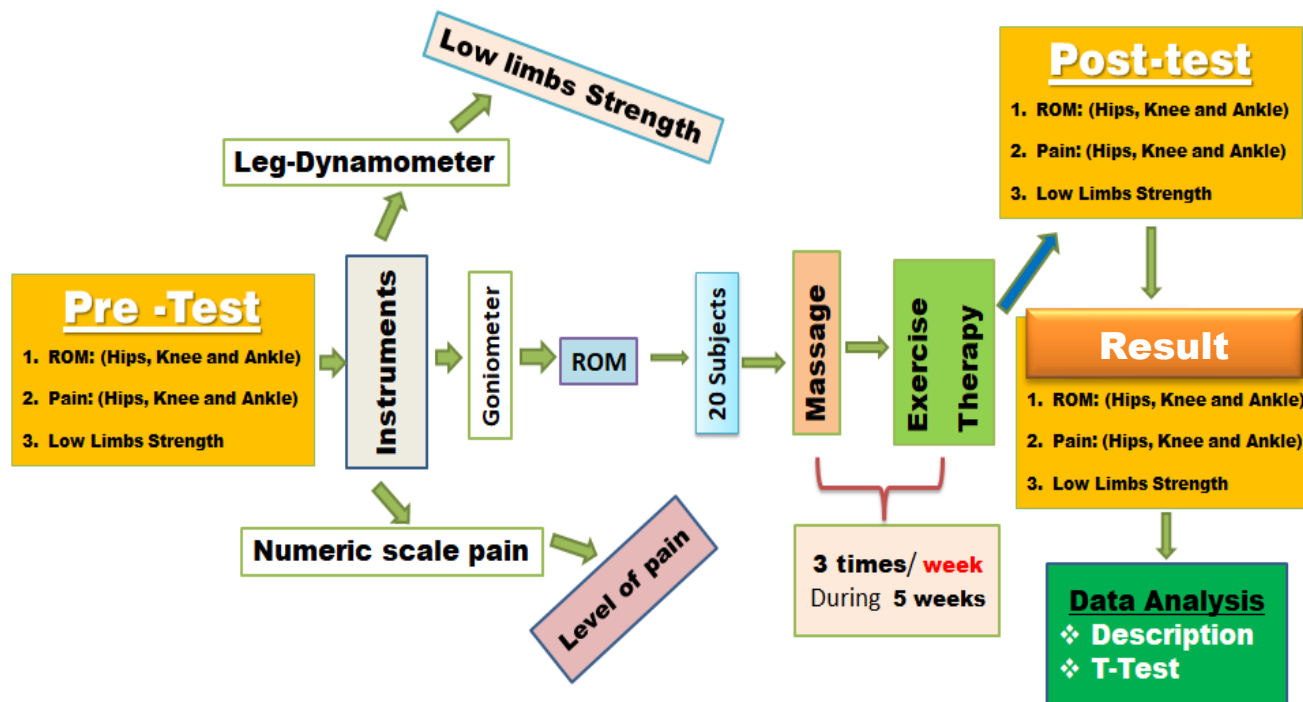 Pre -Test
1. ROM: (Hips, Knee and Ankle)
2. Pain: (Hips, Knee and Ankle)
3. Low Limbs Strength
Instruments
Leg-Dynamometer
Low limbs Strength
Goniometer
ROM
Numeric scale pain
Level of pain
20 Subjects
Massage
Exercise
Therapy
3 times/ week
During 5 weeks
Post-test
1. ROM: (Hips, Knee and Ankle)
2. Pain: (Hips, Knee and Ankle)
3. Low Limbs Strength
Result
1. ROM: (Hips, Knee and Ankle)
2. Pain: (Hips, Knee and Ankle)
3. Low Limbs Strength
Data Analysis
❖ Description
❖ T-Test